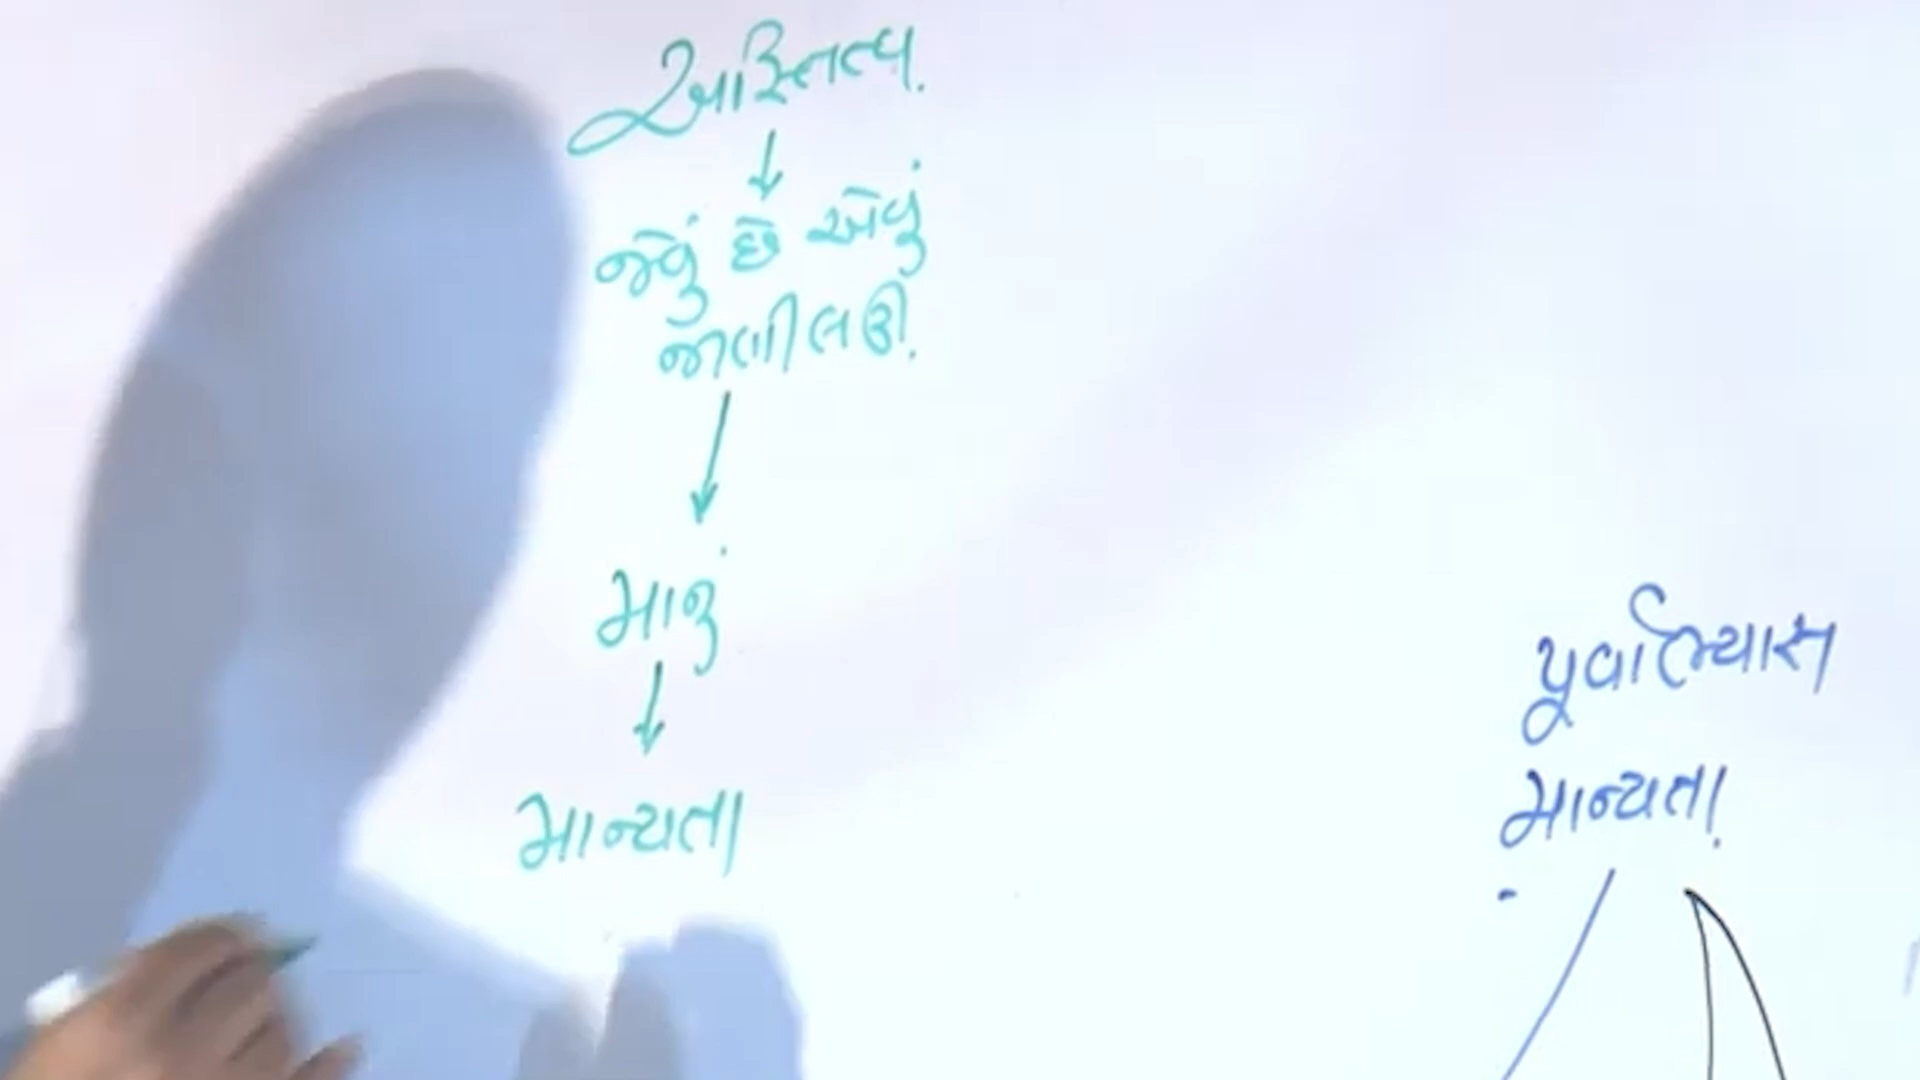 અસ્તિત્વ.
↓
જેવું છે એવું
જાણી લઉં.
↓
માનું
↓
માન્યતા
પૂર્વાભ્યાસ
માન્યતા.